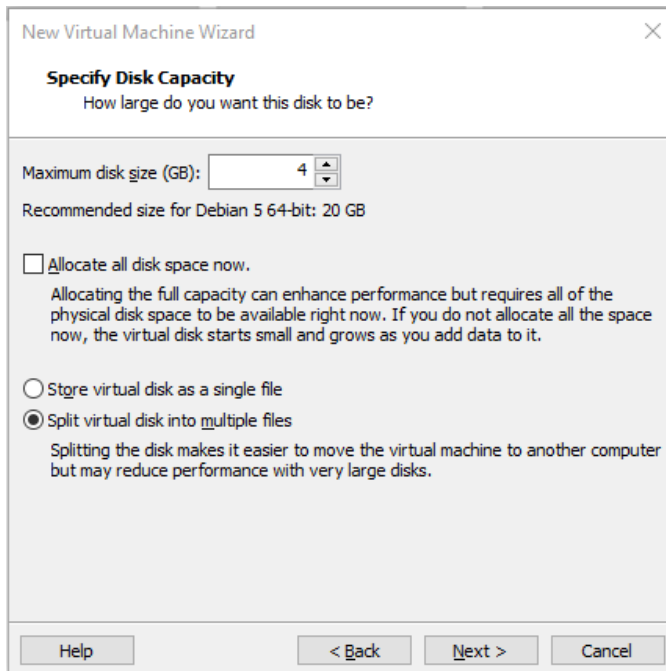 New Virtual Machine Wizard
Specify Disk Capacity
How large do you want this disk to be?
Maximum disk size (GB): 4
Recommended size for Debian 5 64-bit: 20 GB
Allocate all disk space now.
Allocating the full capacity can enhance performance but requires all of the
physical disk space to be available right now. If you do not allocate all the space
now, the virtual disk starts small and grows as you add data to it.
Store virtual disk as a single file
Split virtual disk into multiple files
Splitting the disk makes it easier to move the virtual machine to another computer
but may reduce performance with very large disks.
Help < Back Next > Cancel